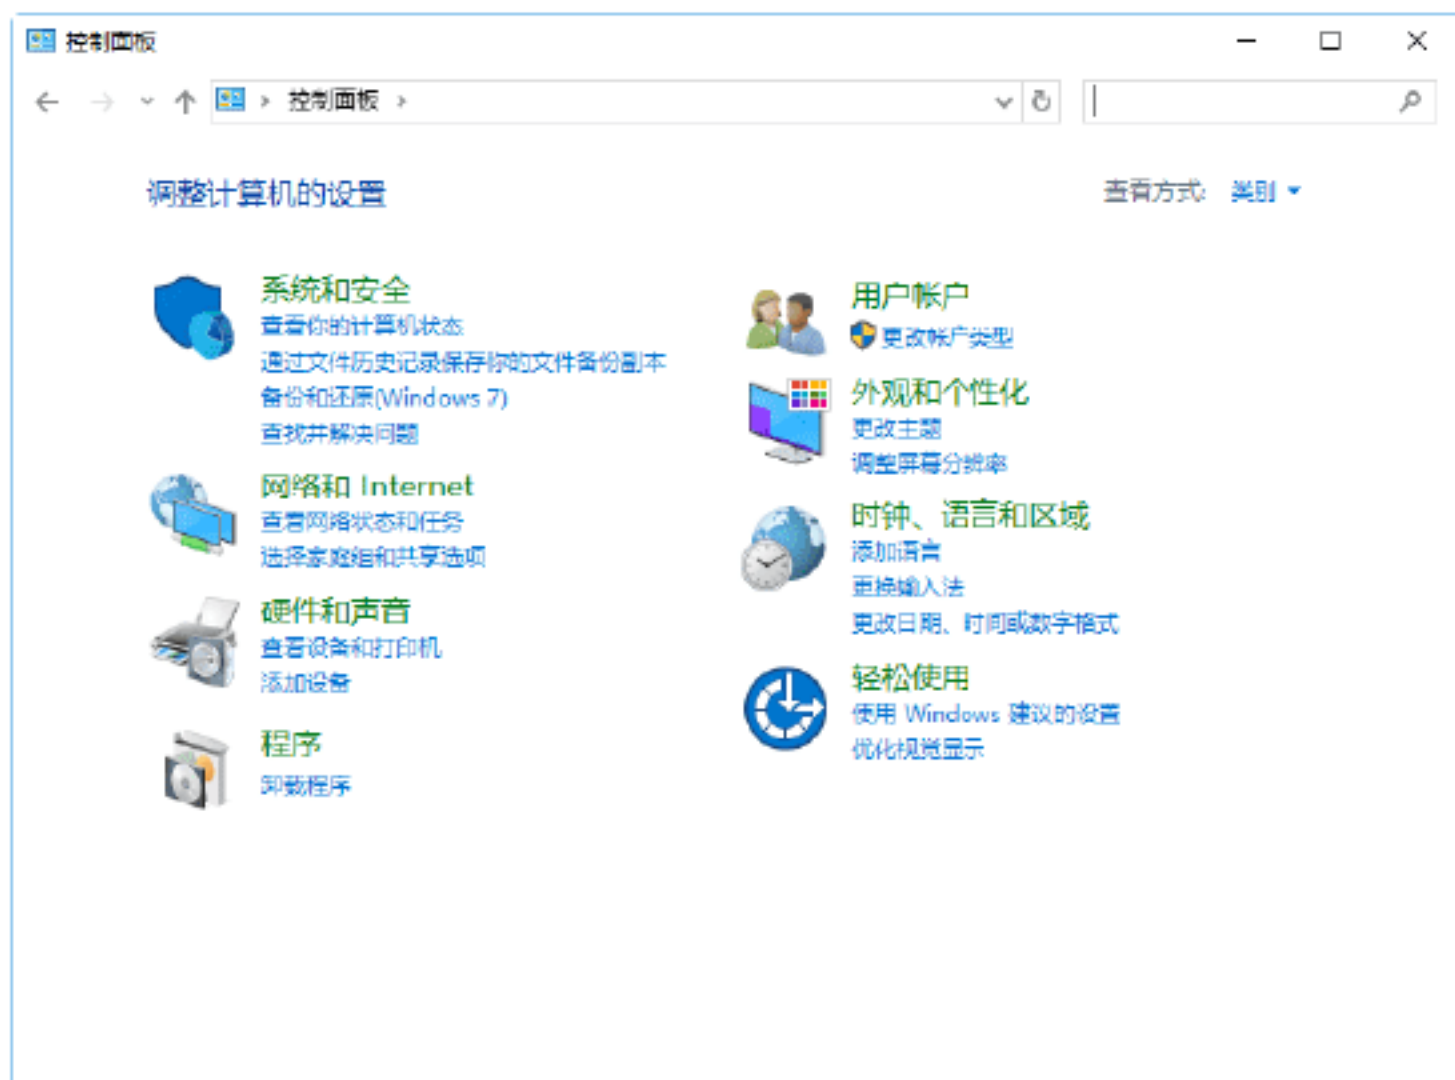 控制面板
控制面板
调整计算机的设置
查看方式: 类别
系统和安全
查看你的计算机状态
通过文件历史记录保存你的文件备份副本
备份和还原(Windows 7)
查找并解决问题
网络和 Internet
查看网络状态和任务
选择家庭组和共享选项
硬件和声音
查看设备和打印机
添加设备
程序
卸载程序
用户帐户
更改帐户类型
外观和个性化
更改主题
调整屏幕分辨率
时钟、语言和区域
添加语言
更换输入法
更改日期、时间或数字格式
轻松使用
使用 Windows 建议的设置
优化视觉显示